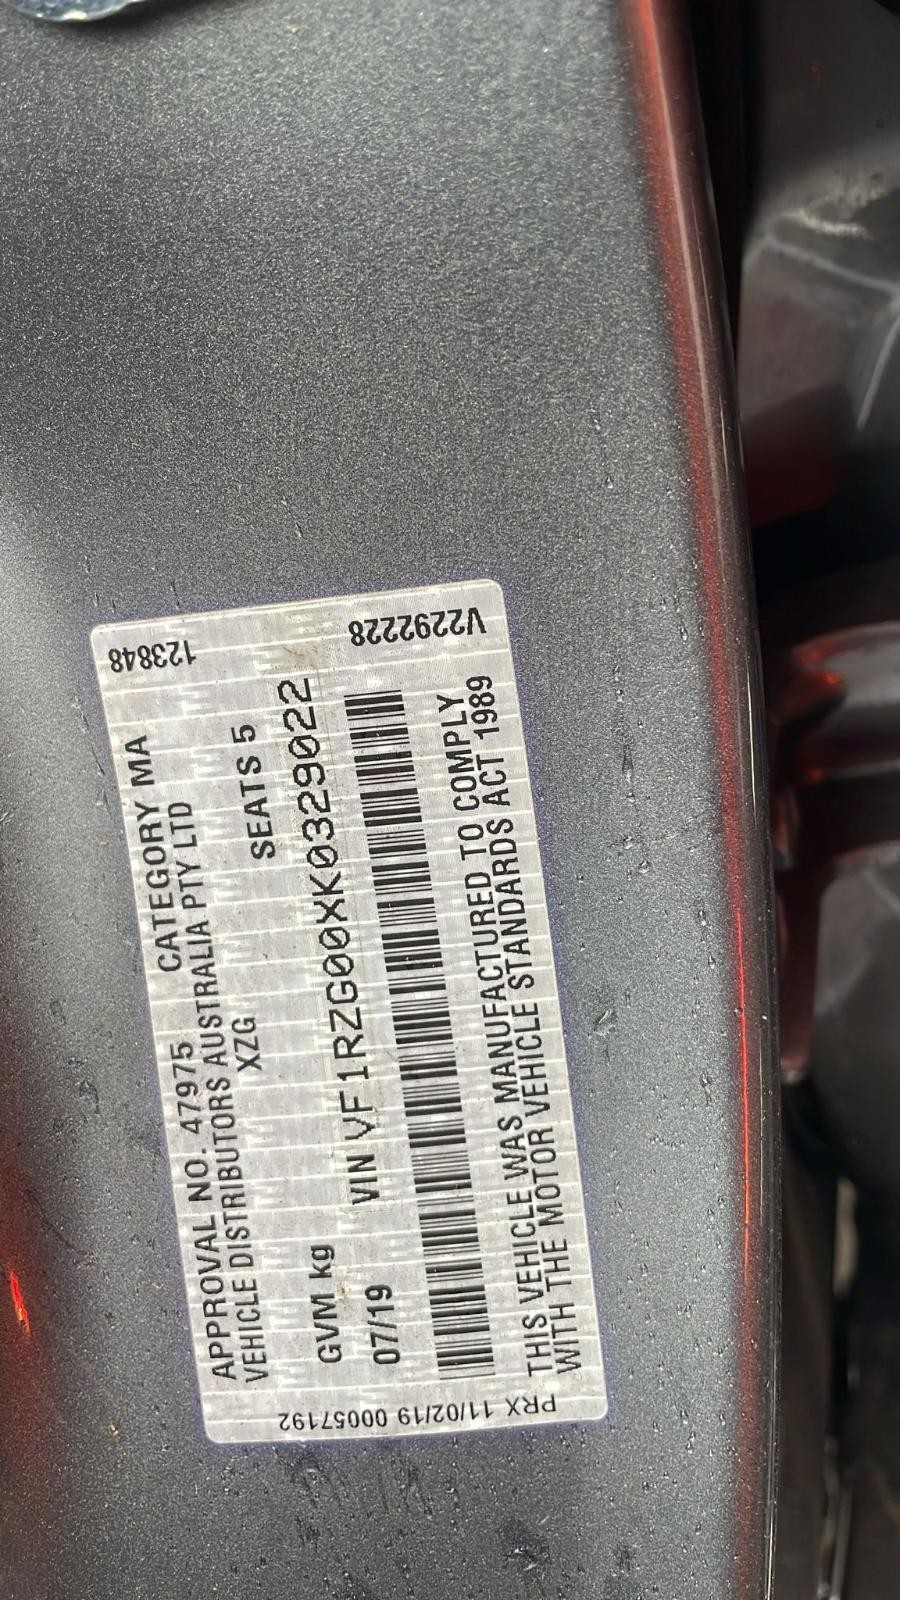 APPROVAL NO. 47975 CATEGORY MA
VEHICLE DISTRIBUTORS AUSTRALIA PTY LTD
XZG SEATS 5
GVM kg
VIN VF1RZG00XK0329022
07/19
THIS VEHICLE WAS MANUFACTURED TO COMPLY
WITH THE MOTOR VEHICLE STANDARDS ACT 1989
123848
V2292228
PRX 11/02/19 00057192